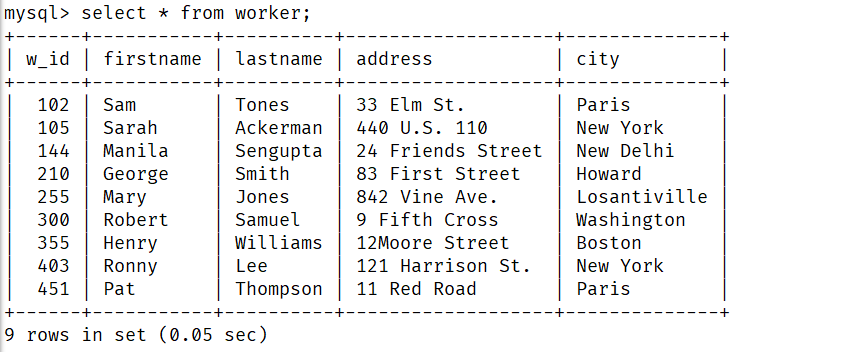 mysql> select * from worker;
+------+-----------+----------+-------------------+--------------+
| w_id | firstname | lastname | address           | city         |
+------+-----------+----------+-------------------+--------------+
|  102 | Sam       | Tones    | 33 Elm St.        | Paris        |
|  105 | Sarah     | Ackerman | 440 U.S. 110      | New York     |
|  144 | Manila    | Sengupta | 24 Friends Street | New Delhi    |
|  210 | George    | Smith    | 83 First Street   | Howard       |
|  255 | Mary      | Jones    | 842 Vine Ave.     | Losantiville |
|  300 | Robert    | Samuel   | 9 Fifth Cross     | Washington   |
|  355 | Henry     | Williams | 12Moore Street    | Boston       |
|  403 | Ronny     | Lee      | 121 Harrison St.  | New York     |
|  451 | Pat       | Thompson | 11 Red Road       | Paris        |
+------+-----------+----------+-------------------+--------------+
9 rows in set (0.05 sec)